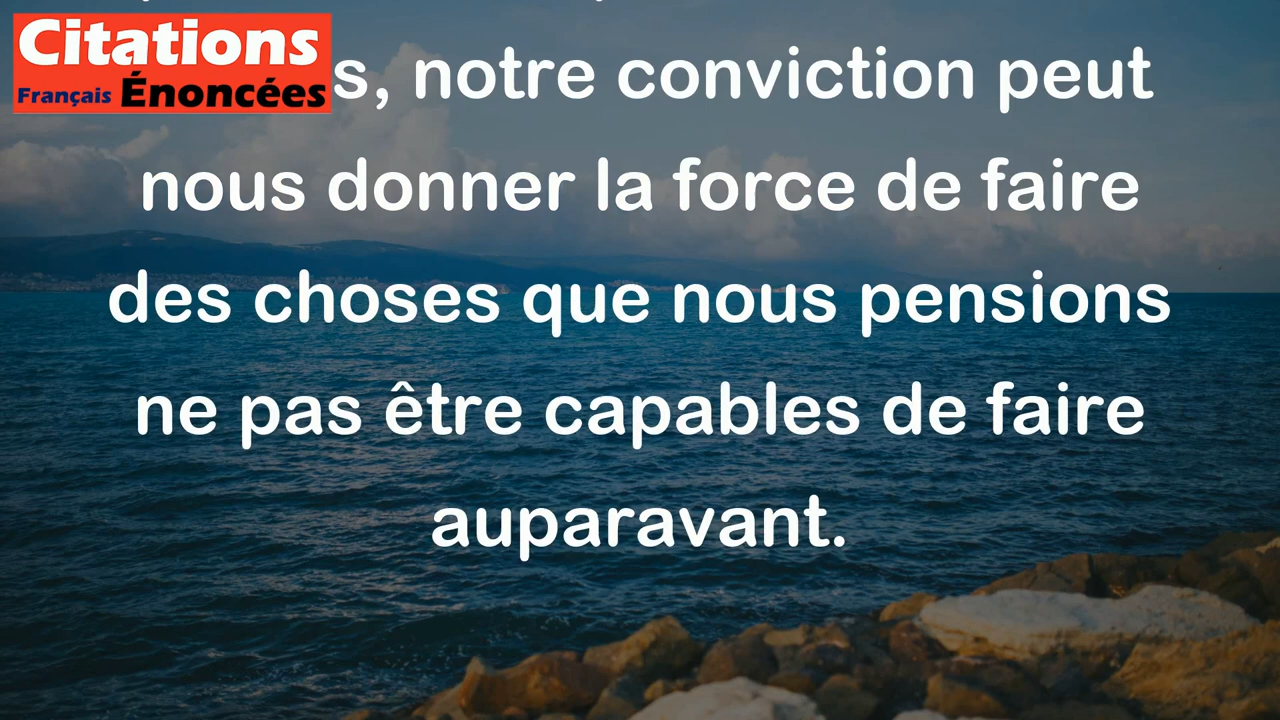 Citations
Français Énoncées
s, notre conviction peut
nous donner la force de faire
des choses que nous pensions
ne pas être capables de faire
auparavant.